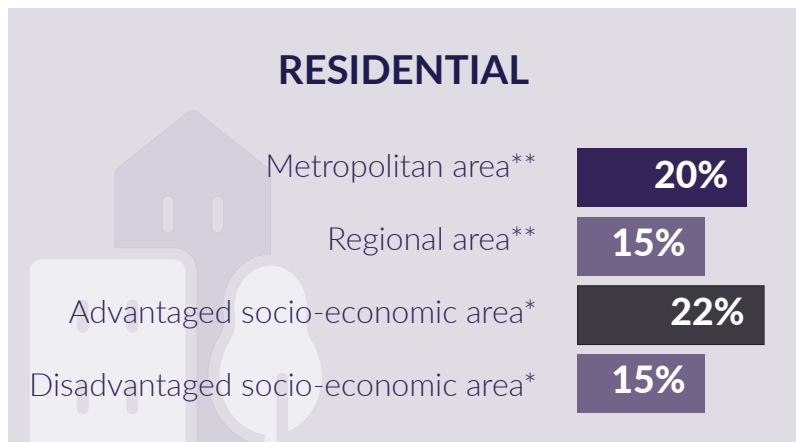 RESIDENTIAL
Metropolitan area** 20%
Regional area** 15%
Advantaged socio-economic area* 22%
Disadvantaged socio-economic area* 15%